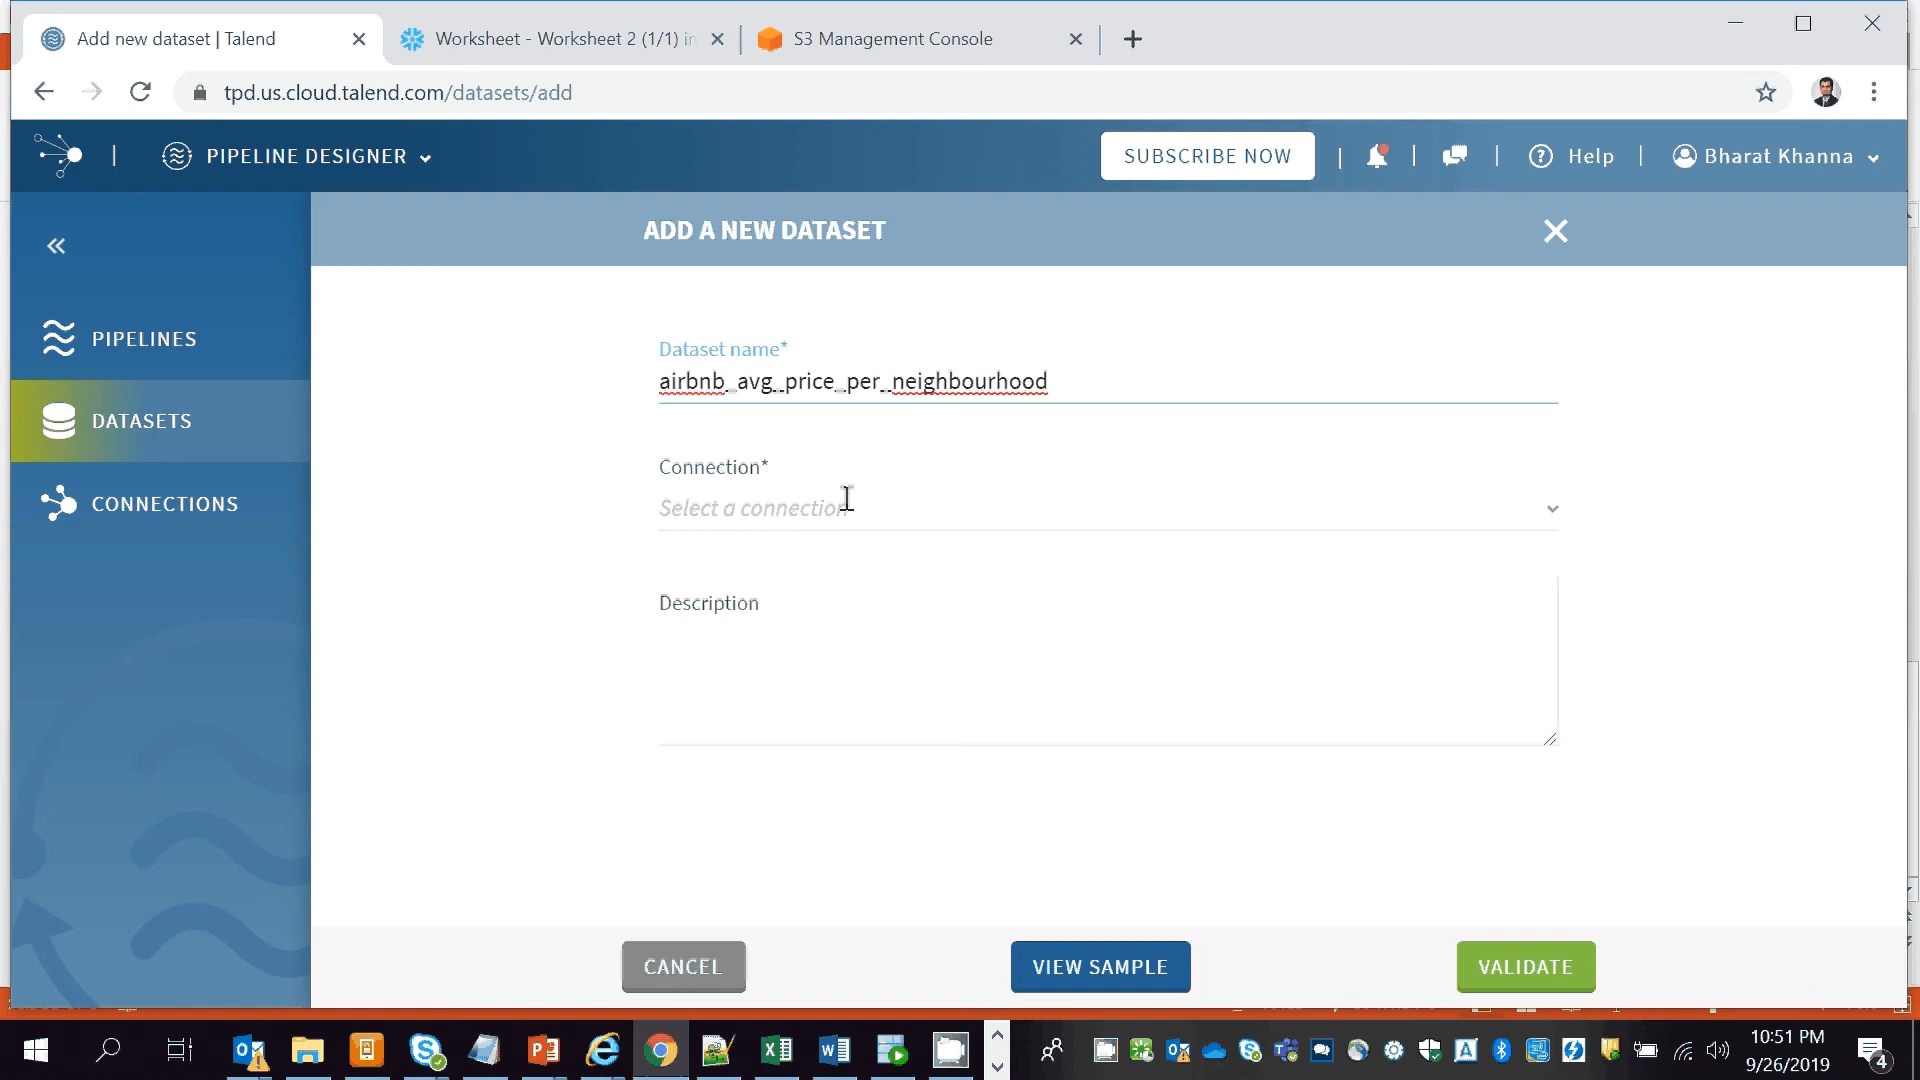 Add new dataset | Talend
Worksheet - Worksheet 2 (1/1) in
S3 Management Console
tpd.us.cloud.talend.com/datasets/add
PIPELINE DESIGNER
SUBSCRIBE NOW
Help
Bharat Khanna
ADD A NEW DATASET
PIPELINES
DATASETS
CONNECTIONS
Dataset name*
airbnb_avg_price_per_neighbourhood
Connection*
Select a connection
Description
CANCEL
VIEW SAMPLE
VALIDATE
10:51 PM
9/26/2019
4